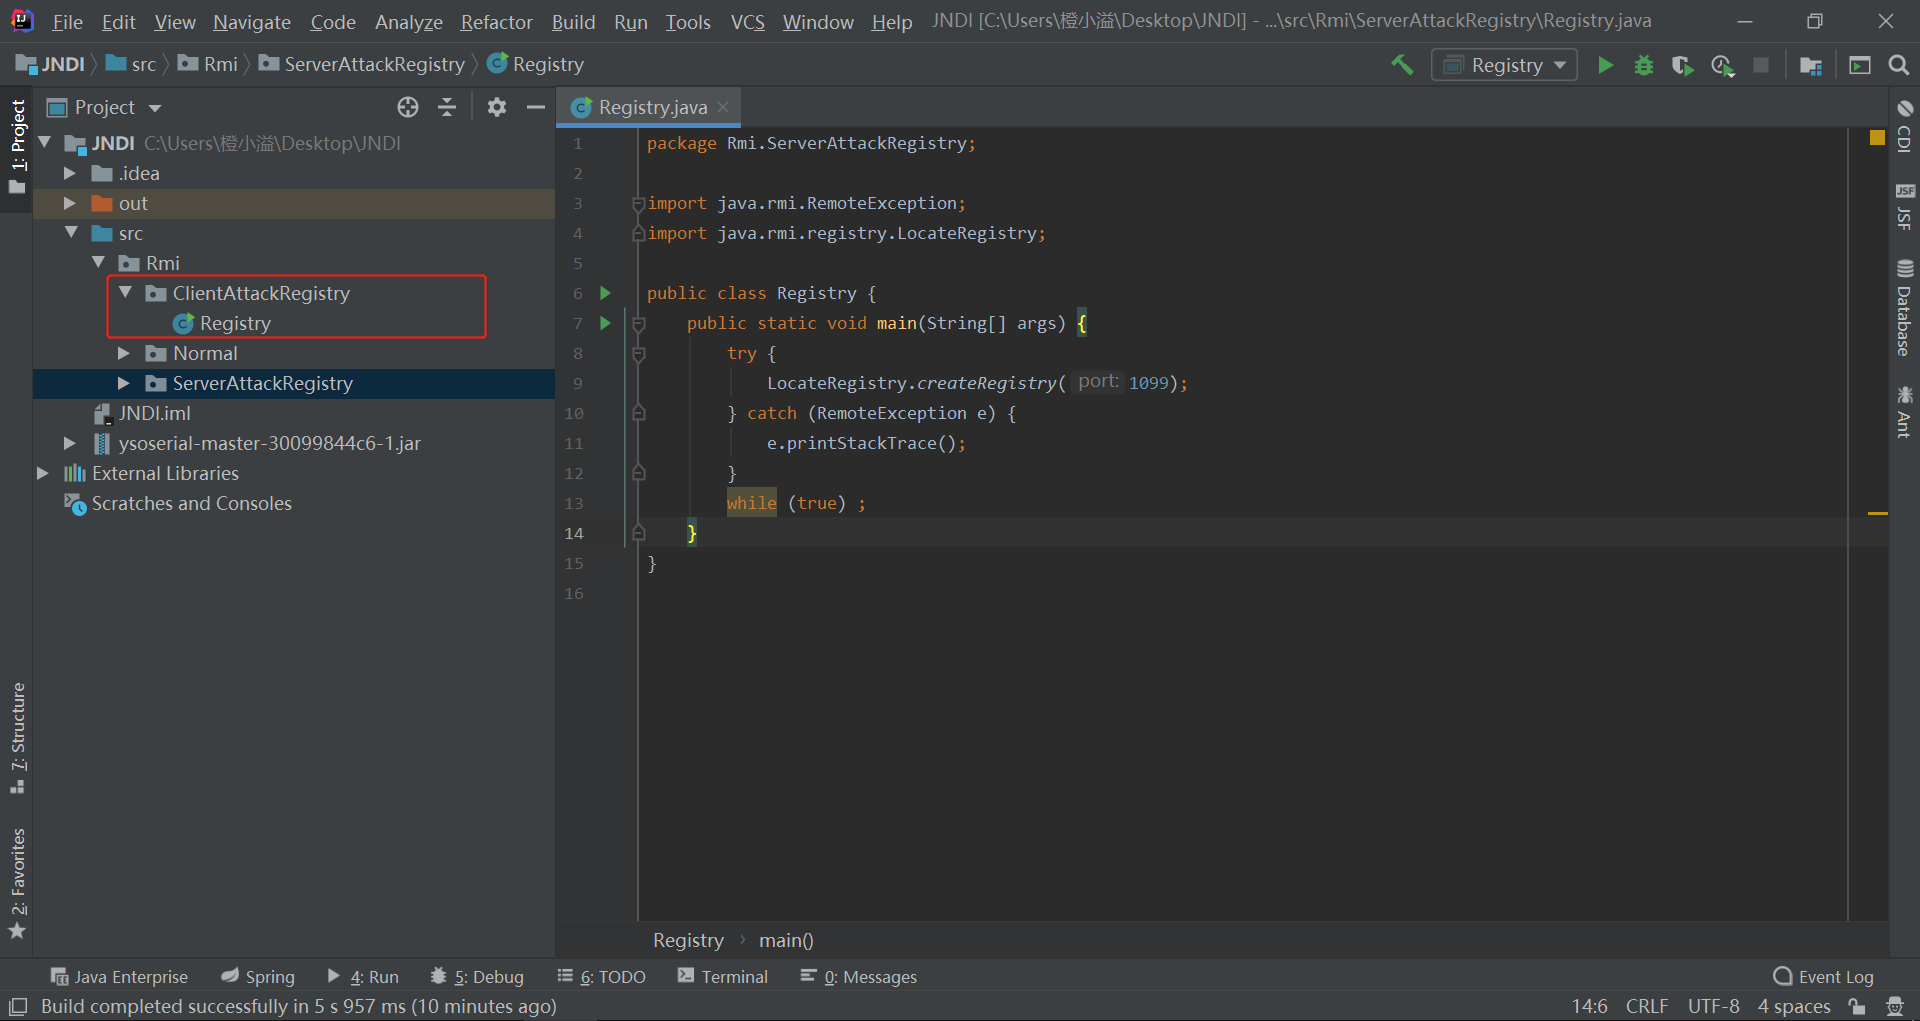 File Edit View Navigate Code Analyze Refactor Build Run Tools VCS Window Help JNDI [C:\Users\橙小溢\Desktop\JNDI] - ...\src\Rmi\ServerAttackRegistry\Registry.java
JNDI src Rmi ServerAttackRegistry Registry
Registry
1: Project
Project
JNDI C:\Users\橙小溢\Desktop\JNDI
.idea
out
src
Rmi
ClientAttackRegistry
Registry
Normal
ServerAttackRegistry
JNDI.iml
ysoserial-master-30099844c6-1.jar
External Libraries
Scratches and Consoles
7: Structure
2: Favorites
Registry.java
1 package Rmi.ServerAttackRegistry;
2
3 import java.rmi.RemoteException;
4 import java.rmi.registry.LocateRegistry;
5
6 public class Registry {
7 public static void main(String[] args) {
8 try {
9 LocateRegistry.createRegistry( port: 1099);
10 } catch (RemoteException e) {
11 e.printStackTrace();
12 }
13 while (true) ;
14 }
15 }
16
Registry › main()
CDI
JSF
JSF
Database
Ant
Java Enterprise Spring 4: Run 5: Debug 6: TODO Terminal 0: Messages Event Log
Build completed successfully in 5 s 957 ms (10 minutes ago) 14:6 CRLF UTF-8 4 spaces